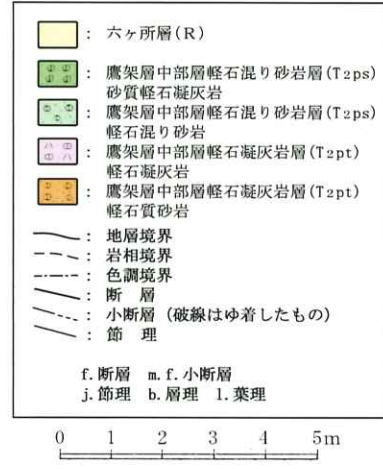 : 六ヶ所層(R)
: 鷹架層中部層軽石混り砂岩層(T2ps)
砂質軽石凝灰岩
: 鷹架層中部層軽石混り砂岩層(T2ps)
軽石混り砂岩
: 鷹架層中部層軽石凝灰岩層(T2pt)
軽石凝灰岩
: 鷹架層中部層軽石凝灰岩層(T2pt)
軽石質砂岩
: 地層境界
: 岩相境界
: 色調境界
: 断 層
: 小断層 (破線はゆ着したもの)
: 節 理
f.断層 m.f.小断層
j.節理 b.層理 l.葉理
0 1 2 3 4 5m